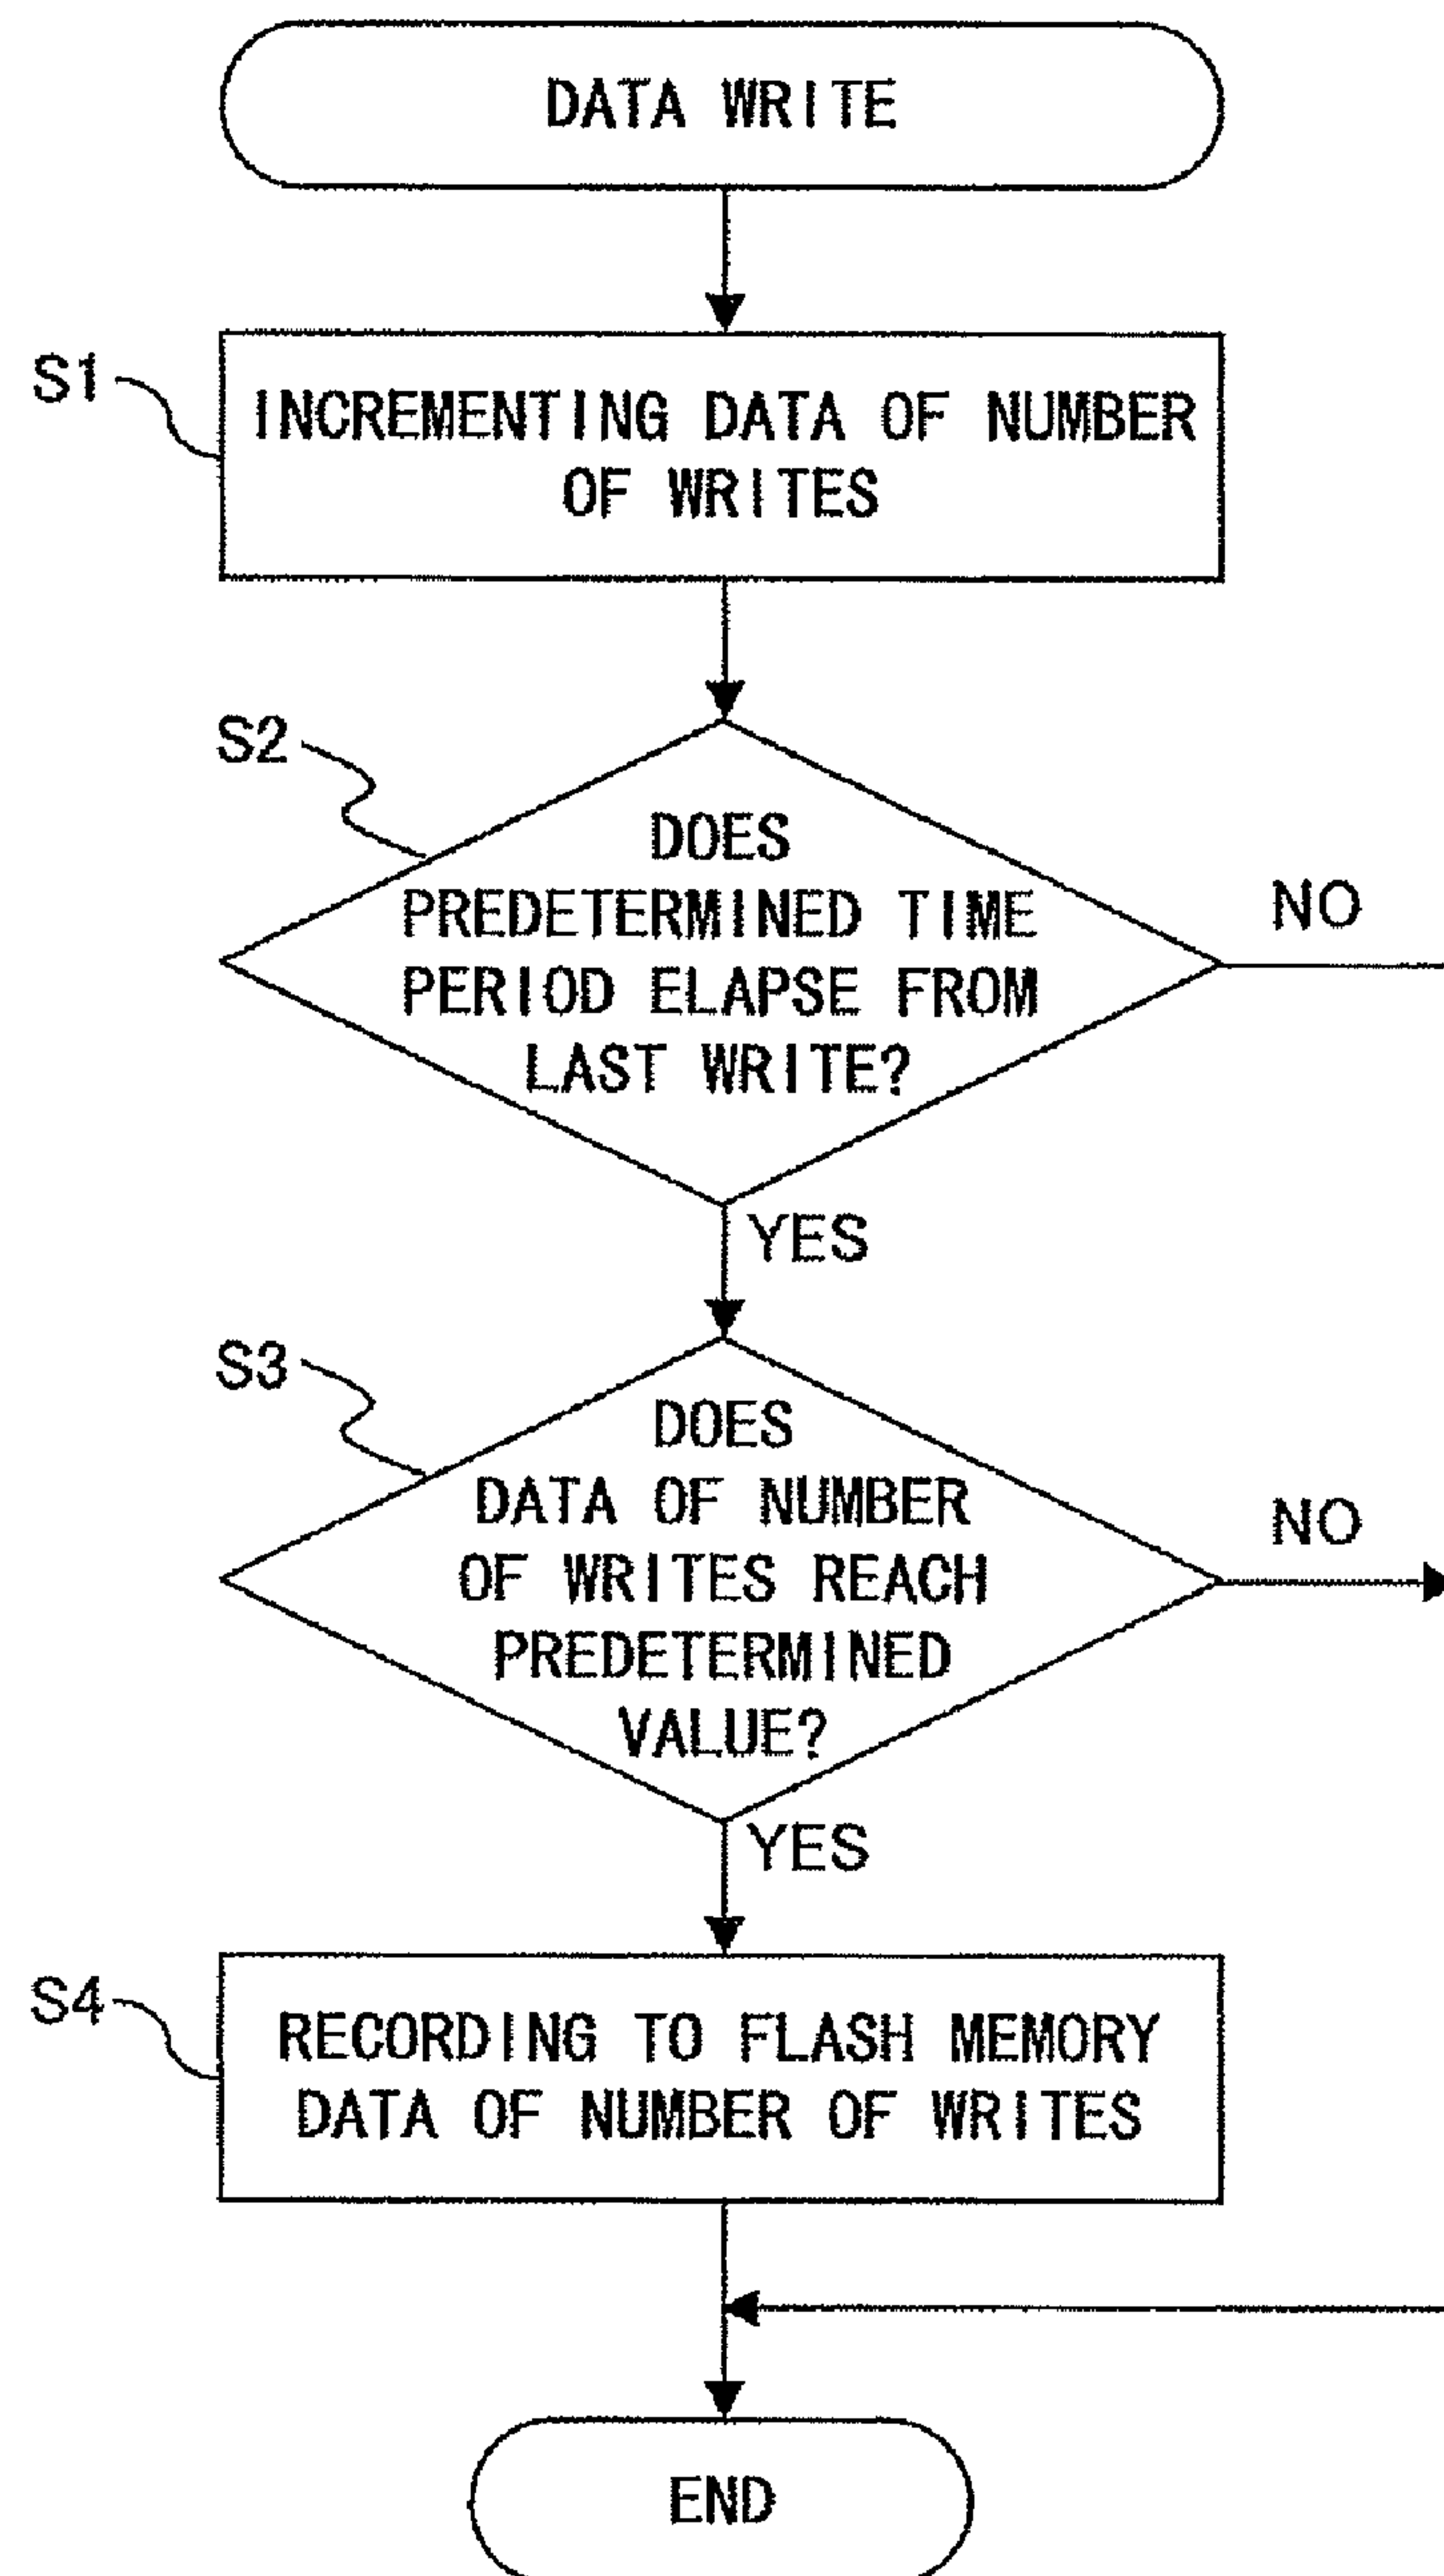 DATA WRITE
S1
INCREMENTING DATA OF NUMBER
OF WRITES
S2
DOES
PREDETERMINED TIME
PERIOD ELAPSE FROM
LAST WRITE?
NO
YES
S3
DOES
DATA OF NUMBER
OF WRITES REACH
PREDETERMINED
VALUE?
NO
YES
S4
RECORDING TO FLASH MEMORY
DATA OF NUMBER OF WRITES
END